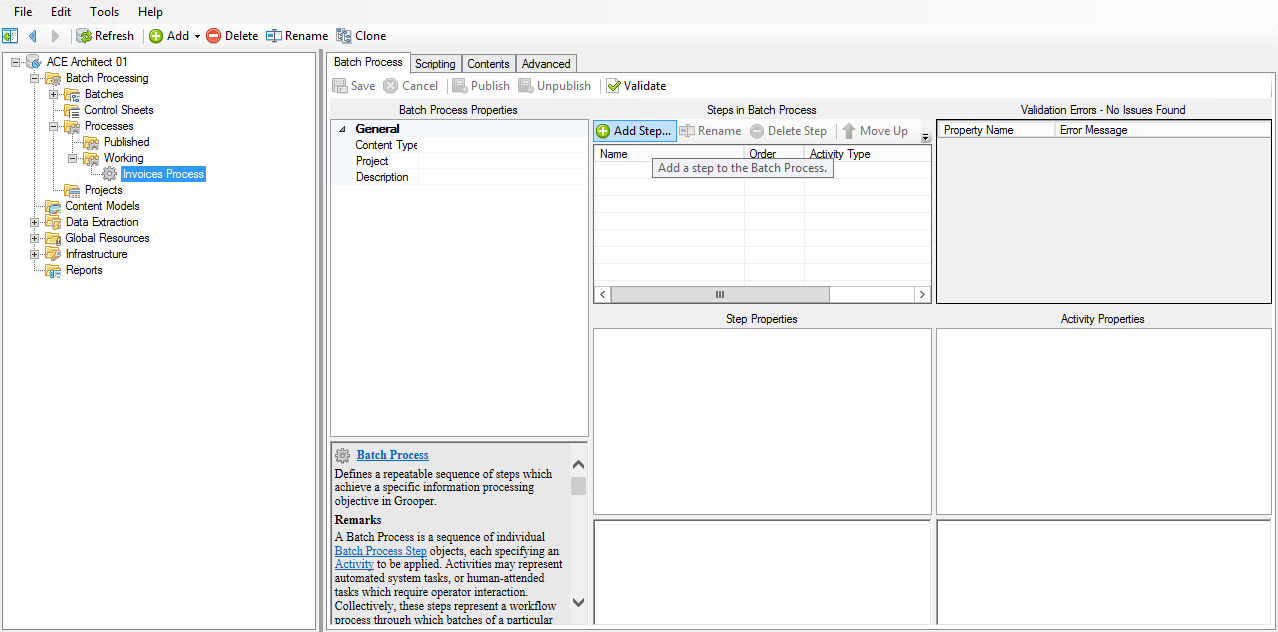 File Edit Tools Help
Refresh Add Delete Rename Clone
ACE Architect 01
Batch Processing
Batches
Control Sheets
Processes
Published
Working
Invoices Process
Projects
Content Models
Data Extraction
Global Resources
Infrastructure
Reports
Batch Process Scripting Contents Advanced
Save Cancel Publish Unpublish Validate
Batch Process Properties
General
Content Type
Project
Description
Batch Process
Defines a repeatable sequence of steps which
achieve a specific information processing
objective in Grooper.
Remarks
A Batch Process is a sequence of individual
Batch Process Step objects, each specifying an
Activity to be applied. Activities may represent
automated system tasks, or human-attended
tasks which require operator interaction.
Collectively, these steps represent a workflow
process through which batches of a particular
Steps in Batch Process
Add Step... Rename Delete Step Move Up
Name Order Activity Type
Add a step to the Batch Process.
Validation Errors - No Issues Found
Property Name Error Message
Step Properties
Activity Properties